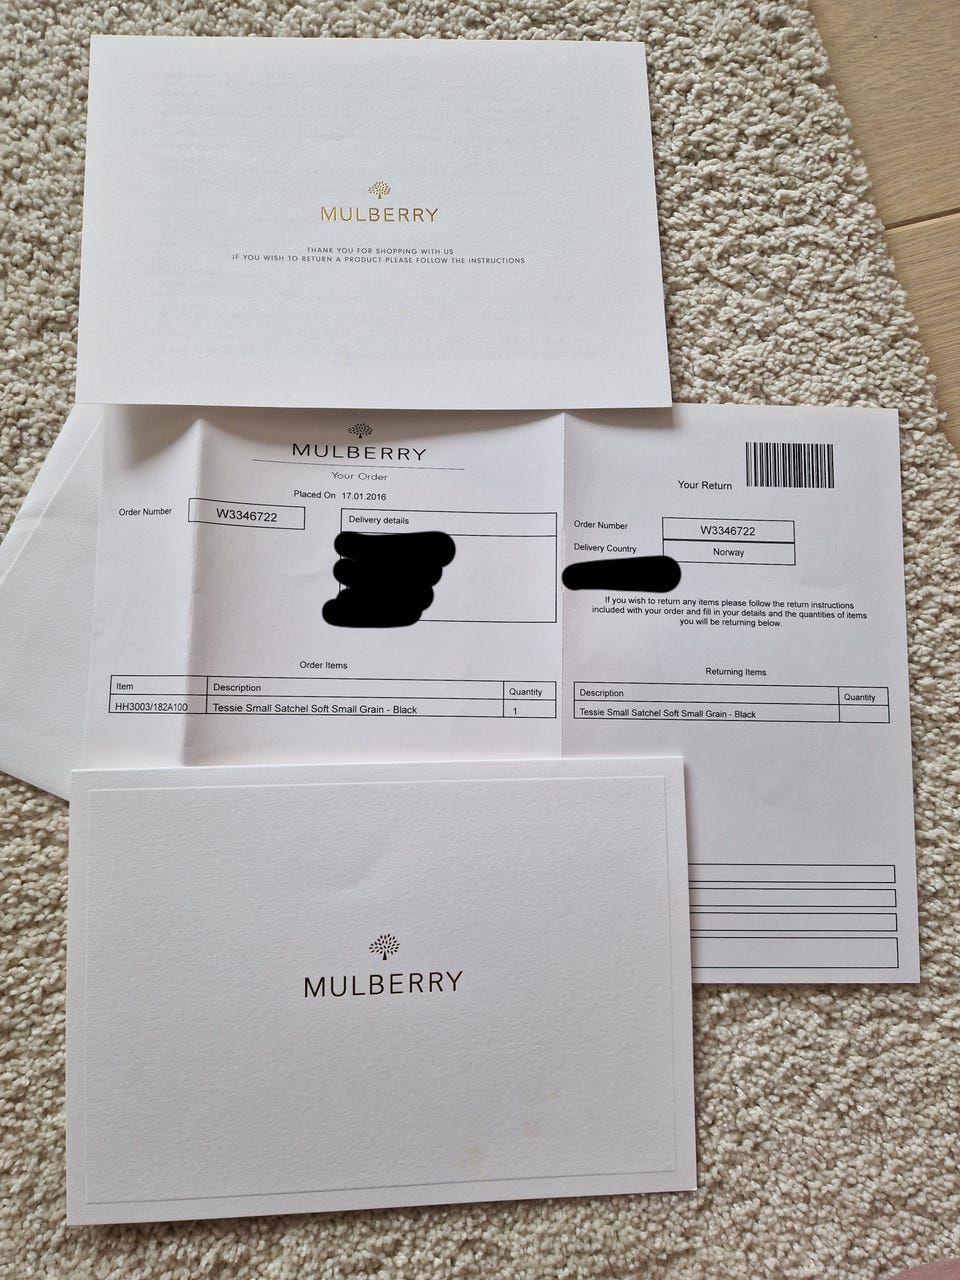 MULBERRY
THANK YOU FOR SHOPPING WITH US
IF YOU WISH TO RETURN A PRODUCT PLEASE FOLLOW THE INSTRUCTIONS
MULBERRY
Your Order
Placed On 17.01.2016
Order Number W3346722
Delivery details
Order Items
Item Description Quantity
HH3003/182A100 Tessie Small Satchel Soft Small Grain - Black 1
Your Return
Order Number W3346722
Delivery Country Norway
If you wish to return any items please follow the return instructions
included with your order and fill in your details and the quantities of items
you will be returning below.
Returning Items
Description Quantity
Tessie Small Satchel Soft Small Grain - Black
MULBERRY